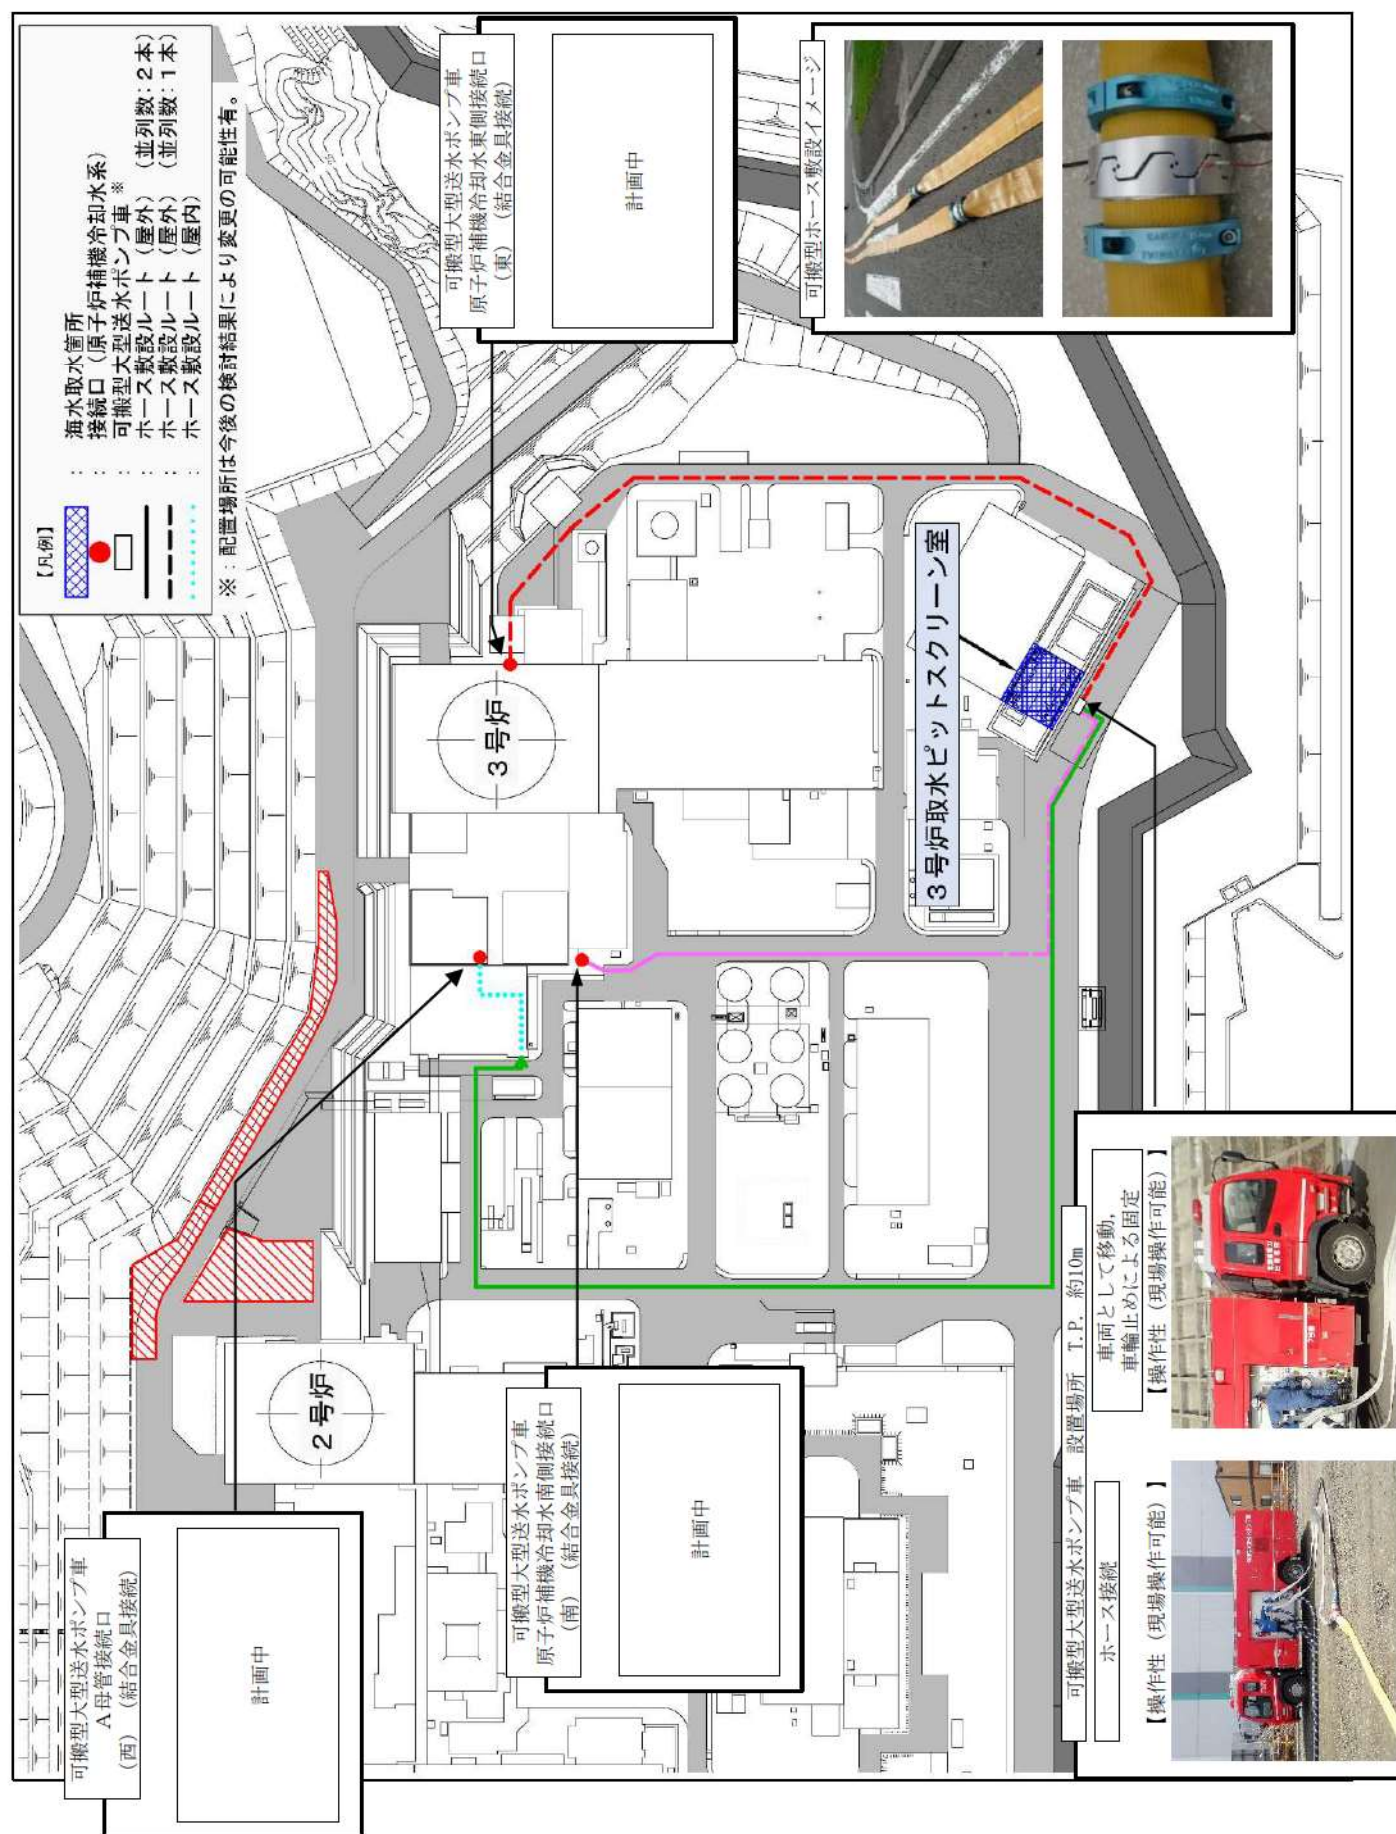 【凡例】
： 海水取水箇所
： 接続口（原子炉補機冷却水系）
： 可搬型大型送水ポンプ車※
： ホース敷設ルート（屋外）（並列数：２本）
： ホース敷設ルート（屋外）（並列数：１本）
： ホース敷設ルート（屋内）
※：配置場所は今後の検討結果により変更の可能性有。
可搬型大型送水ポンプ車
原子炉補機冷却水東側接続口
（東）（結合金具接続）
計画中
可搬型ホース敷設イメージ
３号炉
３号炉取水ピットスクリーン室
２号炉
可搬型大型送水ポンプ車
Ａ母管接続口
（西）（結合金具接続）
計画中
可搬型大型送水ポンプ車
原子炉補機冷却水南側接続口
（南）（結合金具接続）
計画中
可搬型大型送水ポンプ車　設置場所　T.P. 約10m
ホース接続
【操作性（現場操作可能）】
車両として移動，
車輪止めによる固定
【操作性（現場操作可能）】